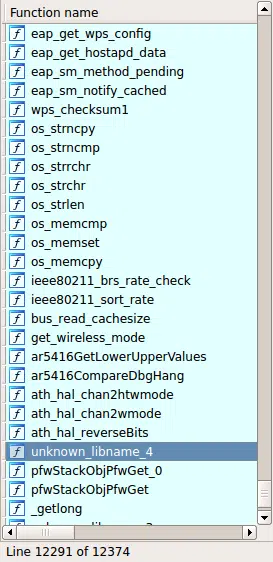 Function name
eap_get_wps_config
eap_get_hostapd_data
eap_sm_method_pending
eap_sm_notify_cached
wps_checksum1
os_strncpy
os_strncmp
os_strrchr
os_strchr
os_strlen
os_memcmp
os_memset
os_memcpy
ieee80211_brs_rate_check
ieee80211_sort_rate
bus_read_cachesize
get_wireless_mode
ar5416GetLowerUpperValues
ar5416CompareDbgHang
ath_hal_chan2htwmode
ath_hal_chan2wmode
ath_hal_reverseBits
unknown_libname_4
pfwStackObjPfwGet_0
pfwStackObjPfwGet
_getlong
Line 12291 of 12374